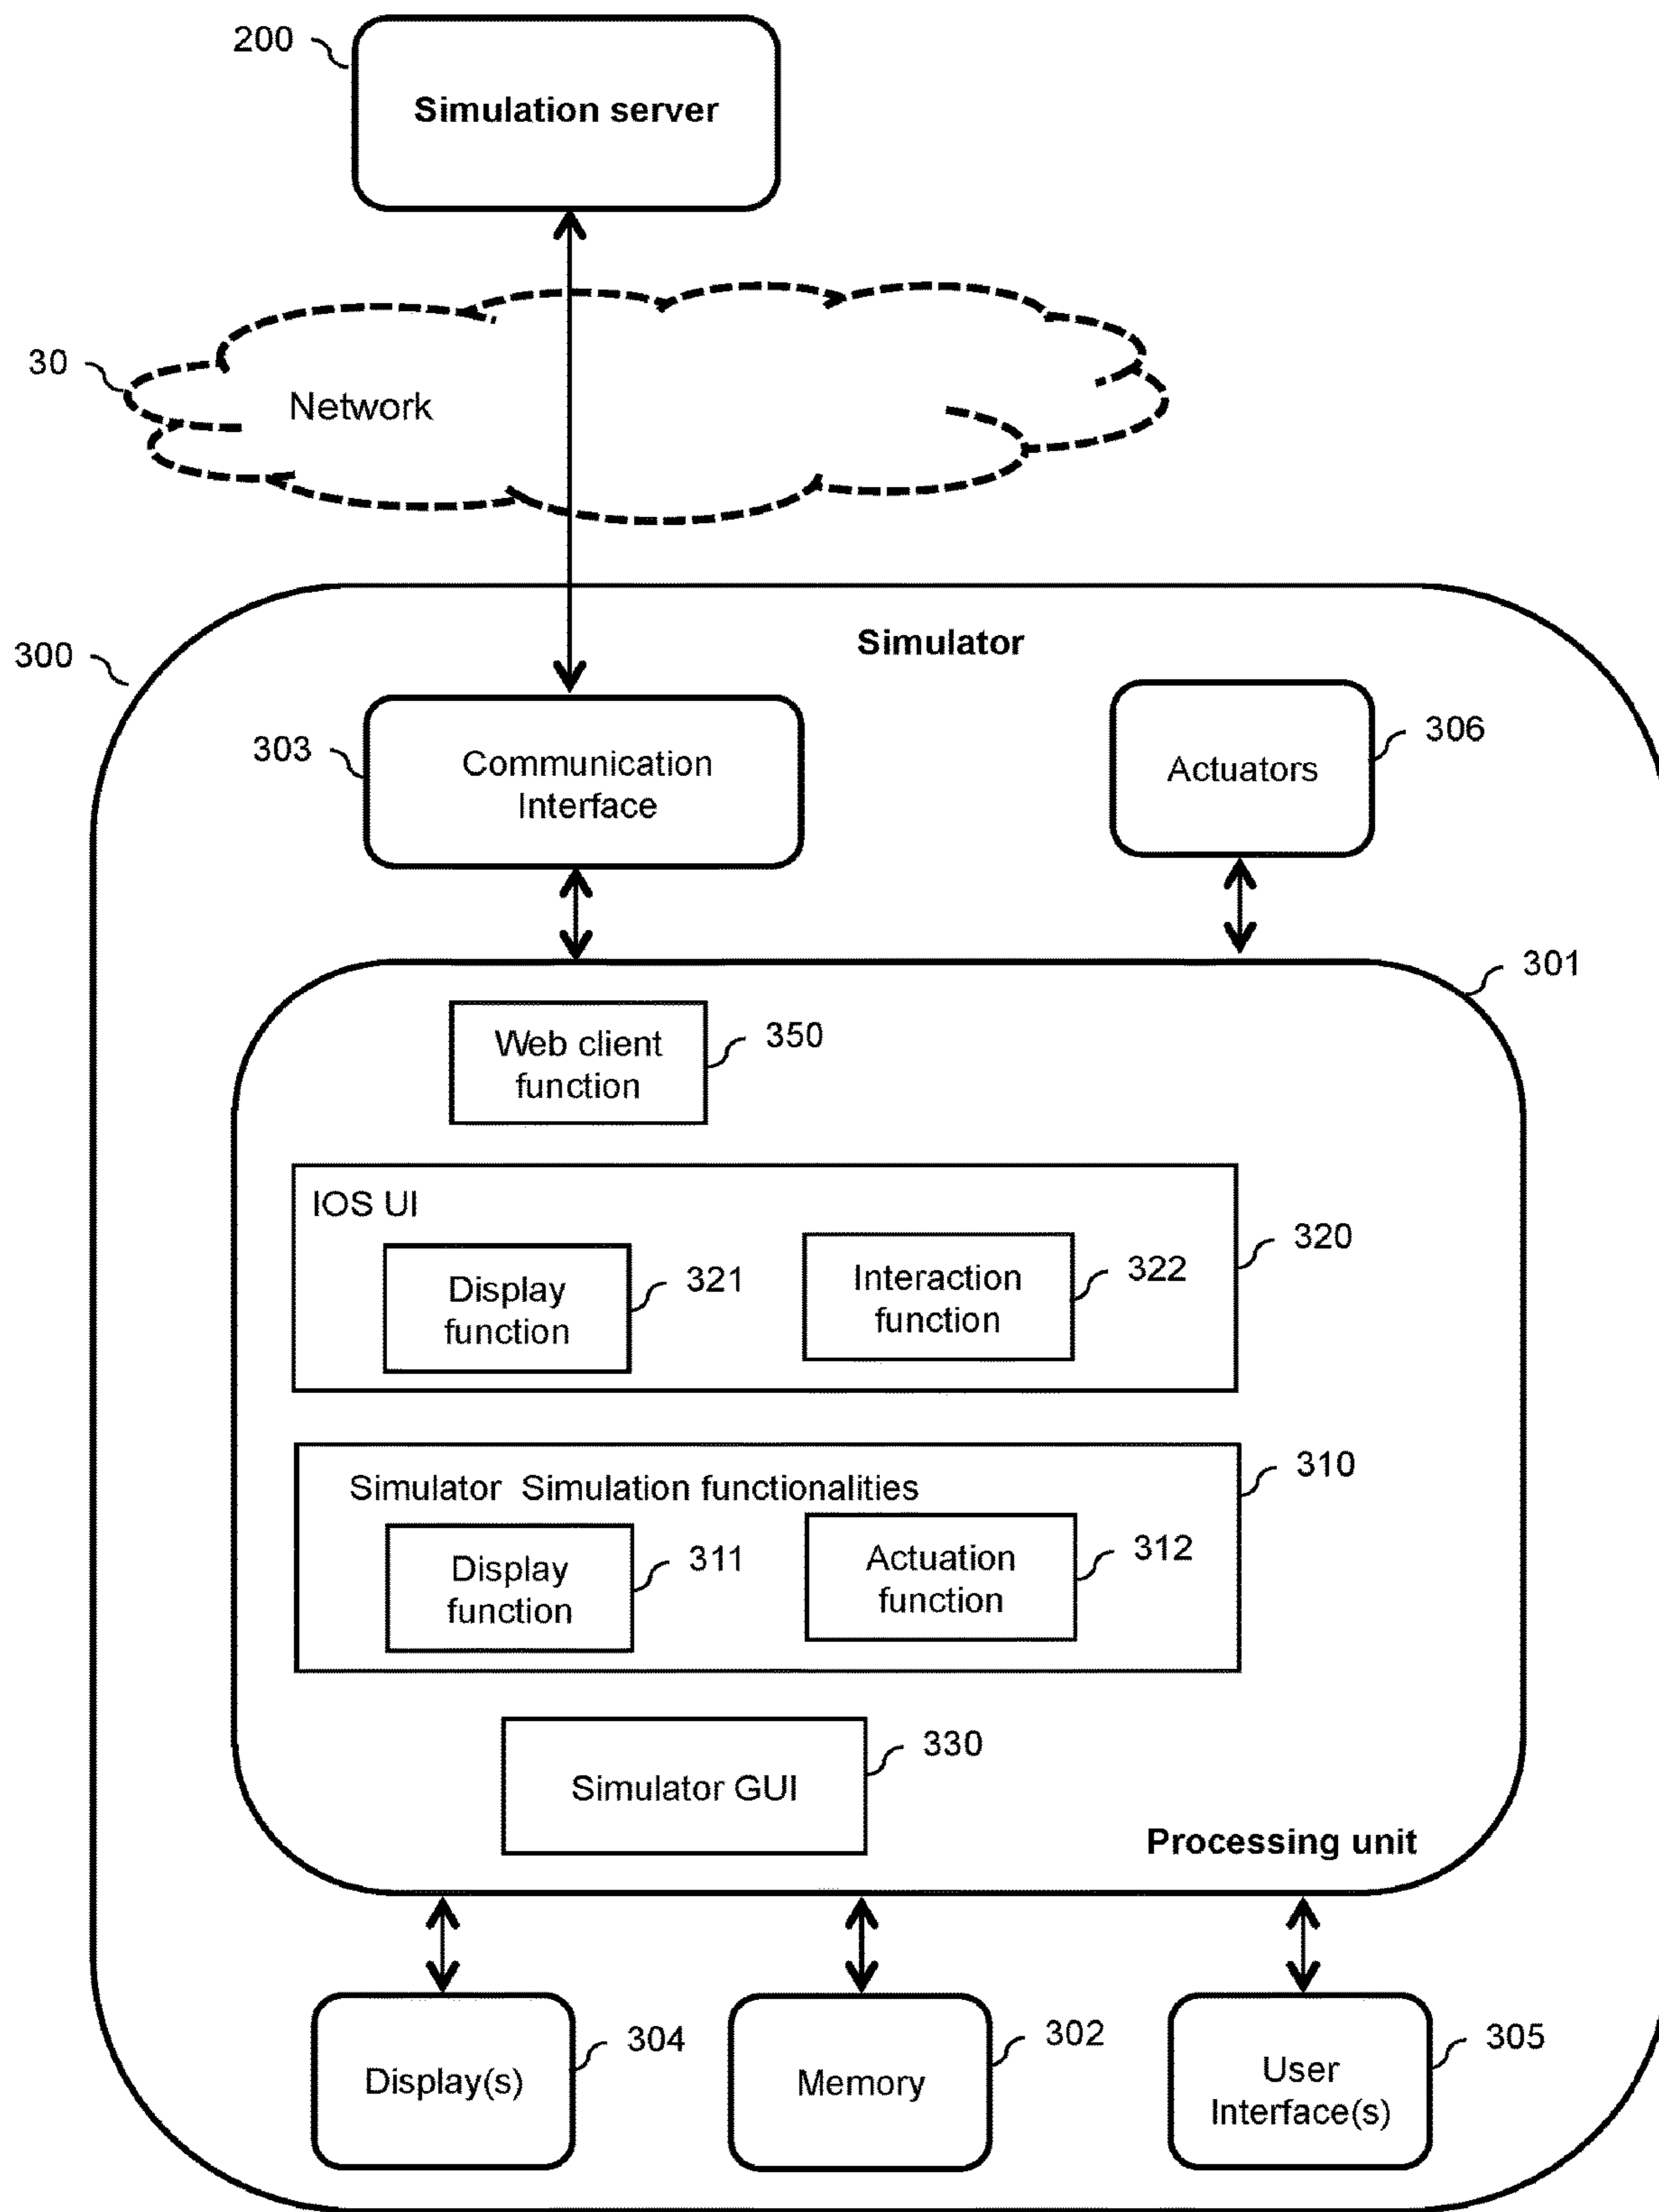 200
Simulation server
30
Network
300
Simulator
303
Communication
Interface
Actuators
306
301
Web client
function
350
IOS UI
320
Display
function
321
Interaction
function
322
310
Simulator  Simulation functionalities
Display
function
311
Actuation
function
312
Simulator GUI
330
Processing unit
Display(s)
304
Memory
302
User
Interface(s)
305